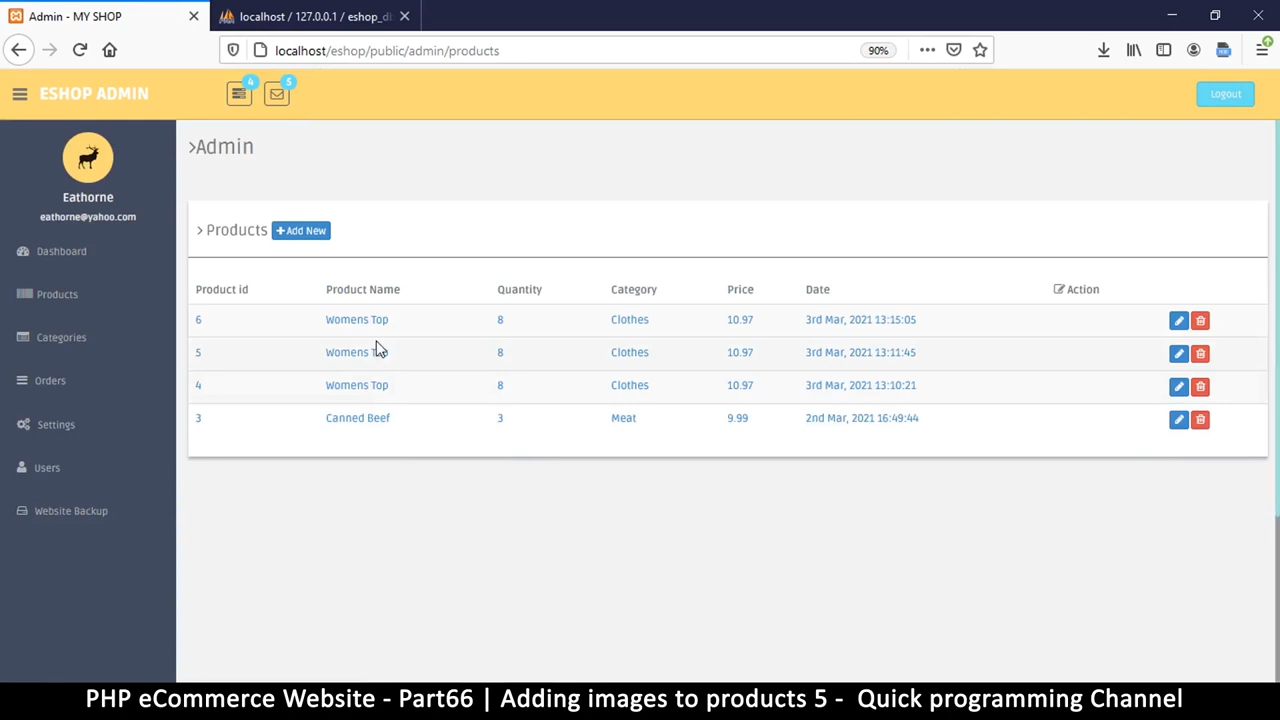 Admin - MY SHOP
localhost / 127.0.0.1 / eshop_d
localhost/eshop/public/admin/products
90%
ESHOP ADMIN
4
5
Logout
Eathorne
eathorne@yahoo.com
Dashboard
Products
Categories
Orders
Settings
Users
Website Backup
>Admin
> Products
+Add New
Product id Product Name Quantity Category Price Date Action
6 Womens Top 8 Clothes 10.97 3rd Mar, 2021 13:15:05
5 Womens 8 Clothes 10.97 3rd Mar, 2021 13:11:45
4 Womens Top 8 Clothes 10.97 3rd Mar, 2021 13:10:21
3 Canned Beef 3 Meat 9.99 2nd Mar, 2021 16:49:44
PHP eCommerce Website - Part66 | Adding images to products 5 - Quick programming Channel